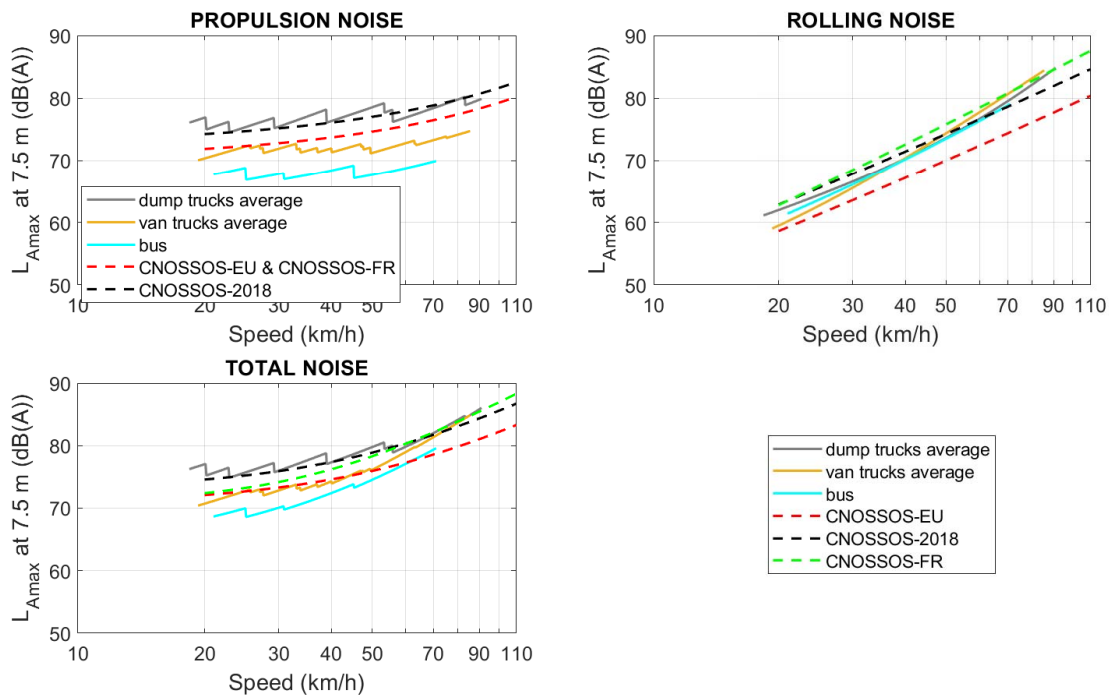 PROPULSION NOISE
90
80
70
60
50
L_Amax at 7.5 m (dB(A))
dump trucks average
van trucks average
bus
CNOSSOS-EU & CNOSSOS-FR
CNOSSOS-2018
10 20 30 40 50 70 90 110
Speed (km/h)
ROLLING NOISE
90
80
70
60
50
L_Amax at 7.5 m (dB(A))
10 20 30 40 50 70 90 110
Speed (km/h)
TOTAL NOISE
90
80
70
60
50
L_Amax at 7.5 m (dB(A))
10 20 30 40 50 70 90 110
Speed (km/h)
dump trucks average
van trucks average
bus
CNOSSOS-EU
CNOSSOS-2018
CNOSSOS-FR